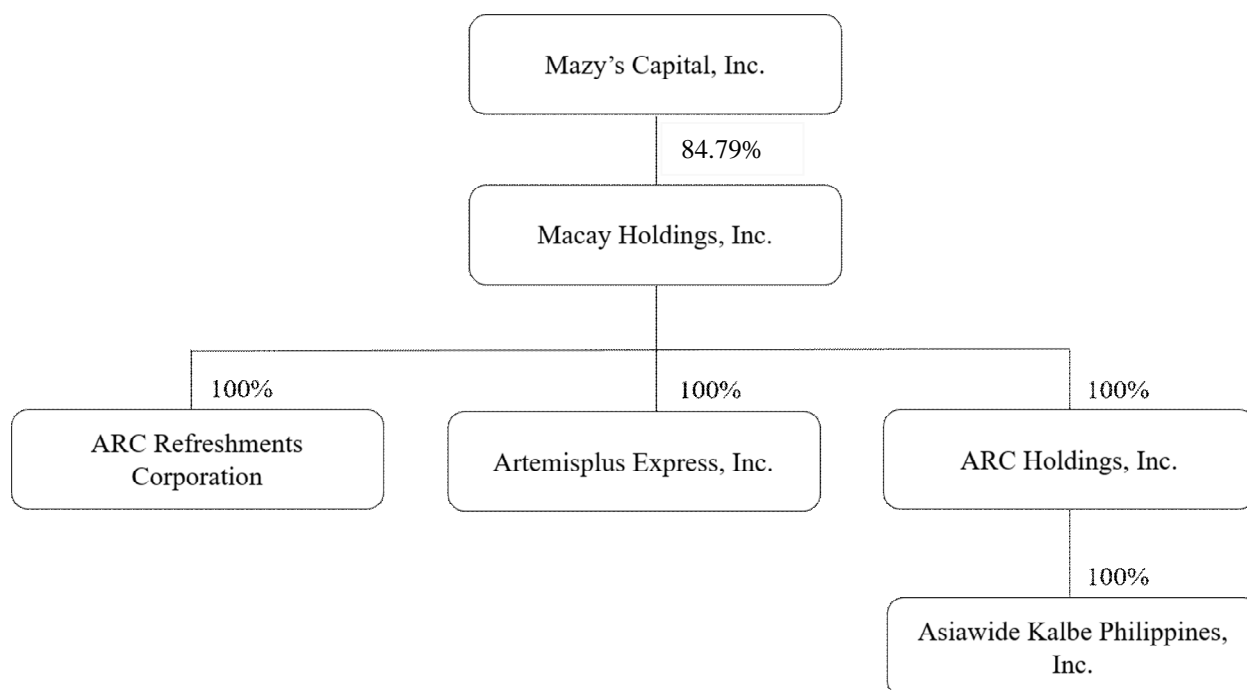 Mazy’s Capital, Inc.
84.79%
Macay Holdings, Inc.
100%
100%
100%
ARC Refreshments
Corporation
Artemisplus Express, Inc.
ARC Holdings, Inc.
100%
Asiawide Kalbe Philippines,
Inc.